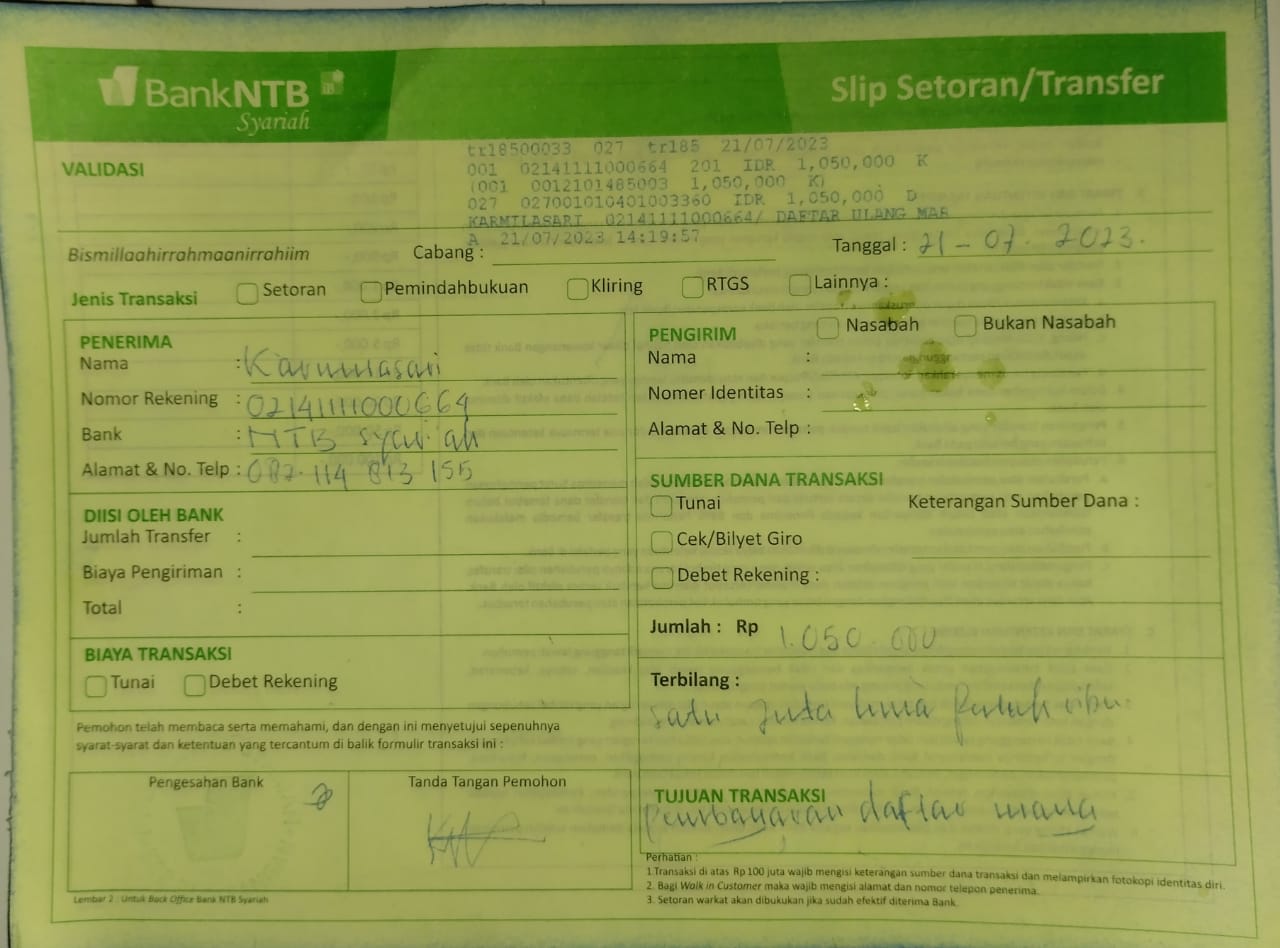 BankNTB
Syariah
Slip Setoran/Transfer
VALIDASI
tr18500033 027 tr185 21/07/2023
001 02141111000664 201 IDR 1,050,000 K
(001 0012101485003 1,050,000 K)
027 027001010401003360 IDR 1,050,000 D
KARMILASARI 02141111000664/ DAFTAR ULANG MAR
A 21/07/2023 14:19:57
Bismillaahirrahmaanirrahiim
Cabang :
Tanggal : 21-07-2023.
Jenis Transaksi Setoran Pemindahbukuan Kliring RTGS Lainnya :
PENERIMA
Nama : Karmilasari
Nomor Rekening : 02141111000664
Bank : NTB Syari'ah
Alamat & No. Telp : 082 114 813 155
DIISI OLEH BANK
Jumlah Transfer :
Biaya Pengiriman :
Total :
BIAYA TRANSAKSI
Tunai Debet Rekening
Pemohon telah membaca serta memahami, dan dengan ini menyetujui sepenuhnya
syarat-syarat dan ketentuan yang tercantum di balik formulir transaksi ini :
Pengesahan Bank
Tanda Tangan Pemohon
Lembar 2 : Untuk Back Office Bank NTB Syariah
PENGIRIM Nasabah Bukan Nasabah
Nama :
Nomer Identitas :
Alamat & No. Telp :
SUMBER DANA TRANSAKSI
Tunai Keterangan Sumber Dana :
Cek/Bilyet Giro
Debet Rekening :
Jumlah : Rp 1.050.000
Terbilang :
Satu Juta lima Puluh ribu.
TUJUAN TRANSAKSI
Pembayaran daftar
Perhatian :
1.Transaksi di atas Rp 100 juta wajib mengisi keterangan sumber dana transaksi dan melampirkan fotokopi identitas diri.
2. Bagi Walk in Customer maka wajib mengisi alamat dan nomor telepon penerima.
3. Setoran warkat akan dibukukan jika sudah efektif diterima Bank.